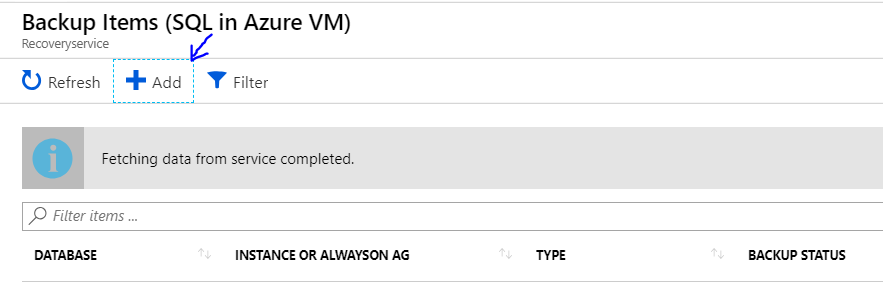 Backup Items (SQL in Azure VM)
Recoveryservice
Refresh Add Filter
Fetching data from service completed.
Filter items ...
DATABASE INSTANCE OR ALWAYSON AG TYPE BACKUP STATUS